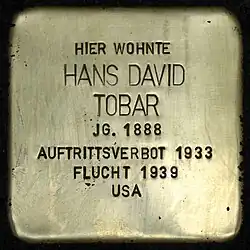 HIER WOHNTE
HANS DAVID
TOBAR
JG. 1888
AUFTRITTSVERBOT 1933
FLUCHT 1939
USA